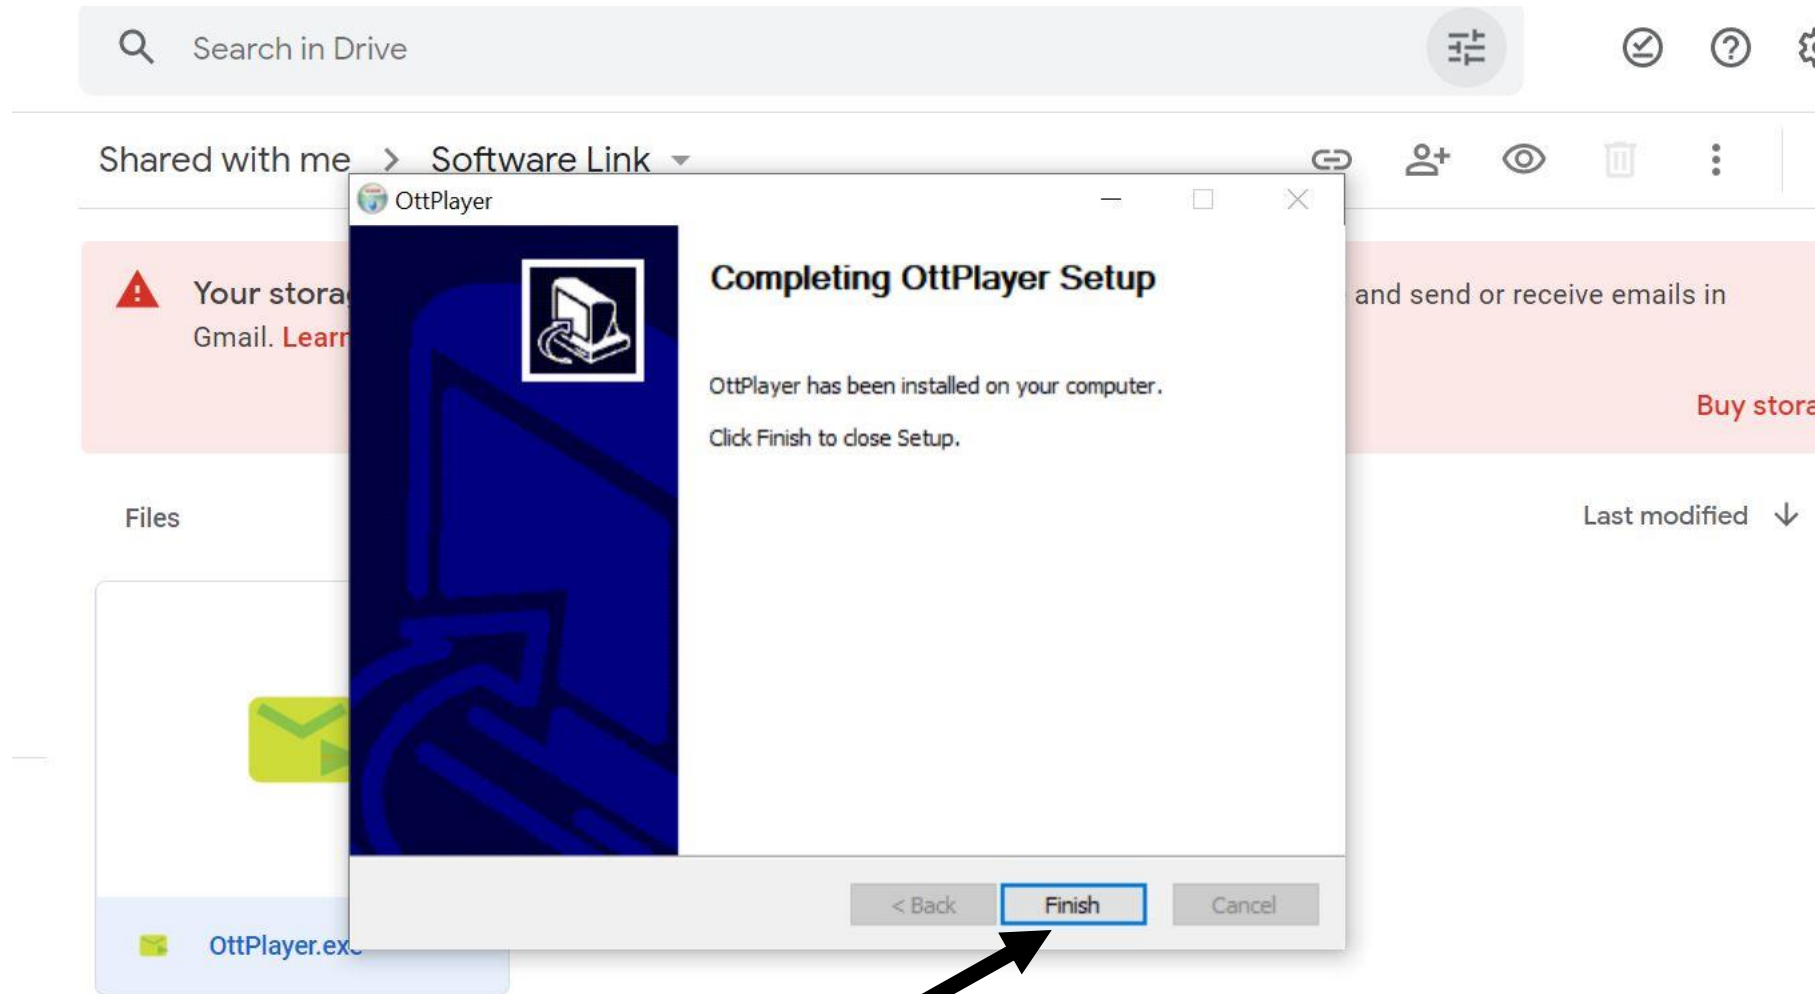 Search in Drive
Shared with me > Software Link
OttPlayer
Completing OttPlayer Setup
Your stora
and send or receive emails in
Gmail. Learn
OttPlayer has been installed on your computer.
Buy stora
Click Finish to close Setup.
Files
Last modified
< Back
Finish
Cancel
OttPlayer.exe